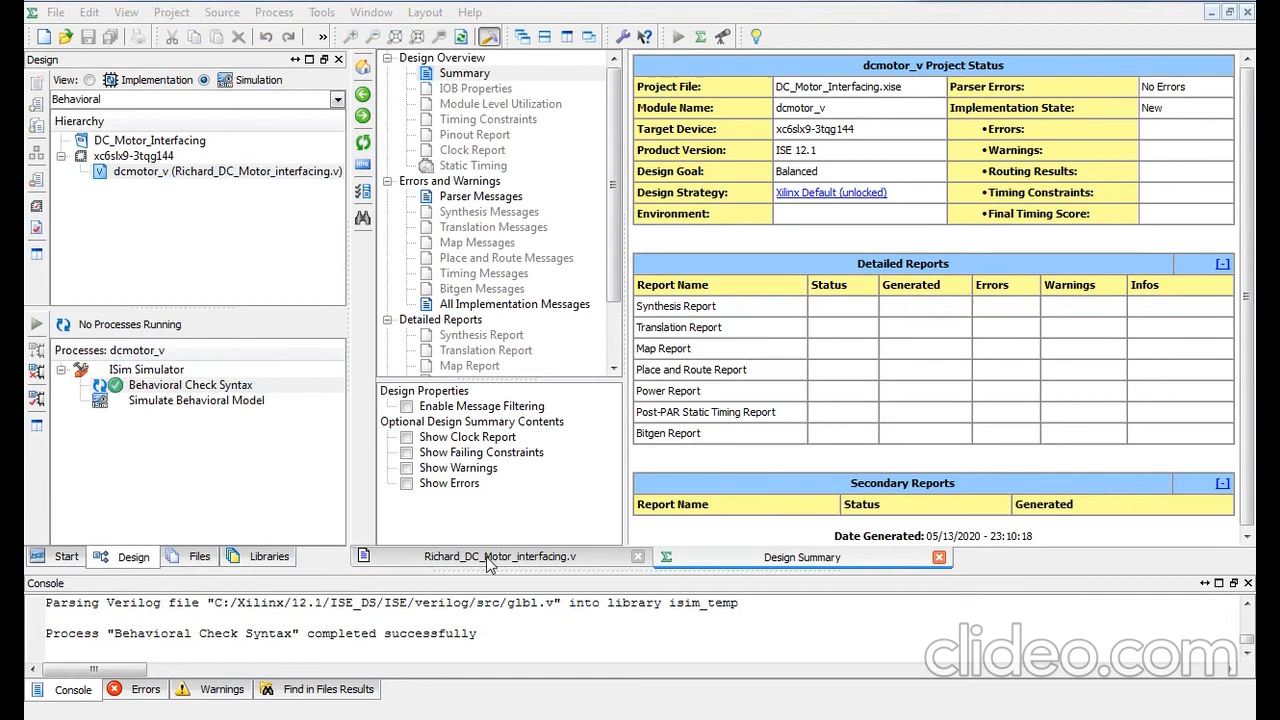 File Edit View Project Source Process Tools Window Layout Help
»
Design
View: Implementation Simulation
Behavioral
Hierarchy
DC_Motor_Interfacing
xc6slx9-3tqg144
dcmotor_v (Richard_DC_Motor_interfacing.v)
No Processes Running
Processes: dcmotor_v
ISim Simulator
Behavioral Check Syntax
Simulate Behavioral Model
Start Design Files Libraries
Design Overview
Summary
IOB Properties
Module Level Utilization
Timing Constraints
Pinout Report
Clock Report
Static Timing
Errors and Warnings
Parser Messages
Synthesis Messages
Translation Messages
Map Messages
Place and Route Messages
Timing Messages
Bitgen Messages
All Implementation Messages
Detailed Reports
Synthesis Report
Translation Report
Map Report
Design Properties
Enable Message Filtering
Optional Design Summary Contents
Show Clock Report
Show Failing Constraints
Show Warnings
Show Errors
dcmotor_v Project Status
Project File: DC_Motor_Interfacing.xise Parser Errors: No Errors
Module Name: dcmotor_v Implementation State: New
Target Device: xc6slx9-3tqg144 •Errors:
Product Version: ISE 12.1 •Warnings:
Design Goal: Balanced •Routing Results:
Design Strategy: Xilinx Default (unlocked) •Timing Constraints:
Environment: •Final Timing Score:
Detailed Reports [-]
Report Name Status Generated Errors Warnings Infos
Synthesis Report
Translation Report
Map Report
Place and Route Report
Power Report
Post-PAR Static Timing Report
Bitgen Report
Secondary Reports [-]
Report Name Status Generated
Date Generated: 05/13/2020 - 23:10:18
Richard_DC_Motor_interfacing.v Design Summary
Console
Parsing Verilog file "C:/Xilinx/12.1/ISE_DS/ISE/verilog/src/glbl.v" into library isim_temp
Process "Behavioral Check Syntax" completed successfully
Console Errors Warnings Find in Files Results
clideo.com